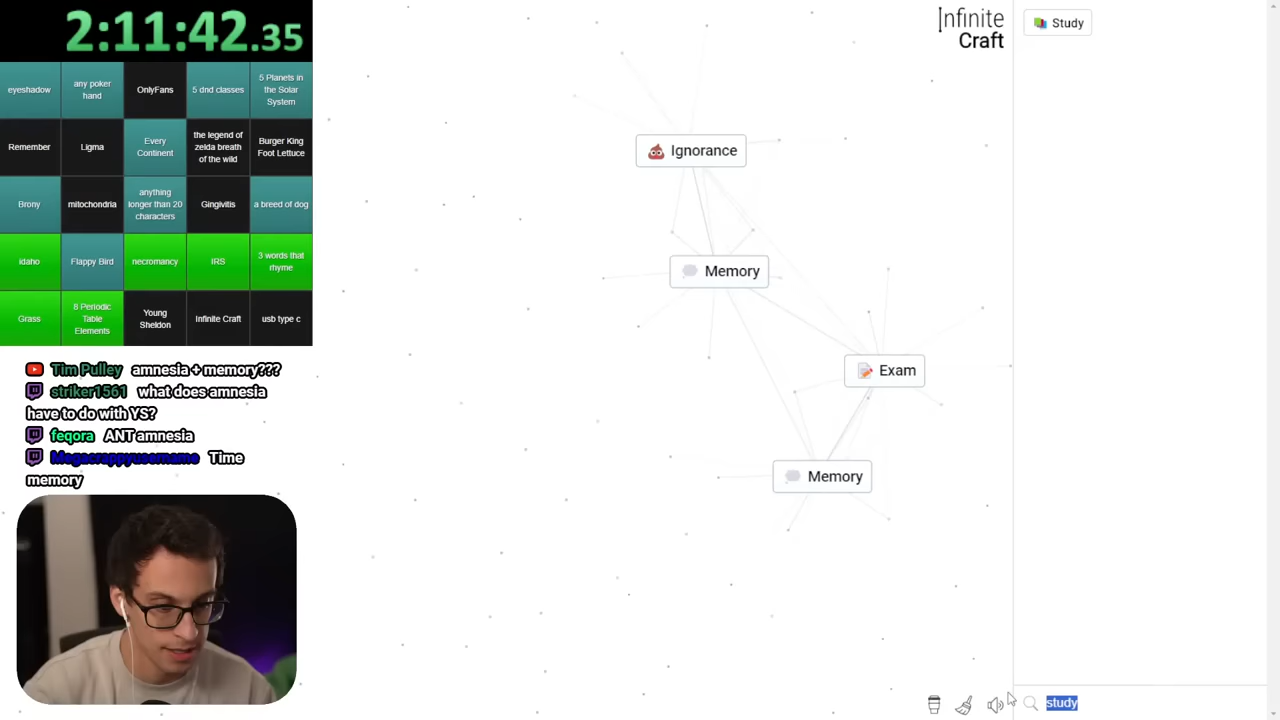 2:11:42.35
eyeshadow
any poker
hand
OnlyFans
5 dnd classes
5 Planets in
the Solar
System
Remember
Ligma
Every
Continent
the legend of
zelda breath
of the wild
Burger King
Foot Lettuce
Brony
mitochondria
anything
longer than 20
characters
Gingivitis
a breed of dog
idaho
Flappy Bird
necromancy
IRS
3 words that
rhyme
Grass
8 Periodic
Table
Elements
Young
Sheldon
Infinite Craft
usb type c
Tim Pulley amnesia + memory???
striker1561 what does amnesia
have to do with YS?
feqora ANT amnesia
Megacrappyusername Time
memory
Infinite
Craft
Ignorance
Memory
Exam
Memory
Study
study